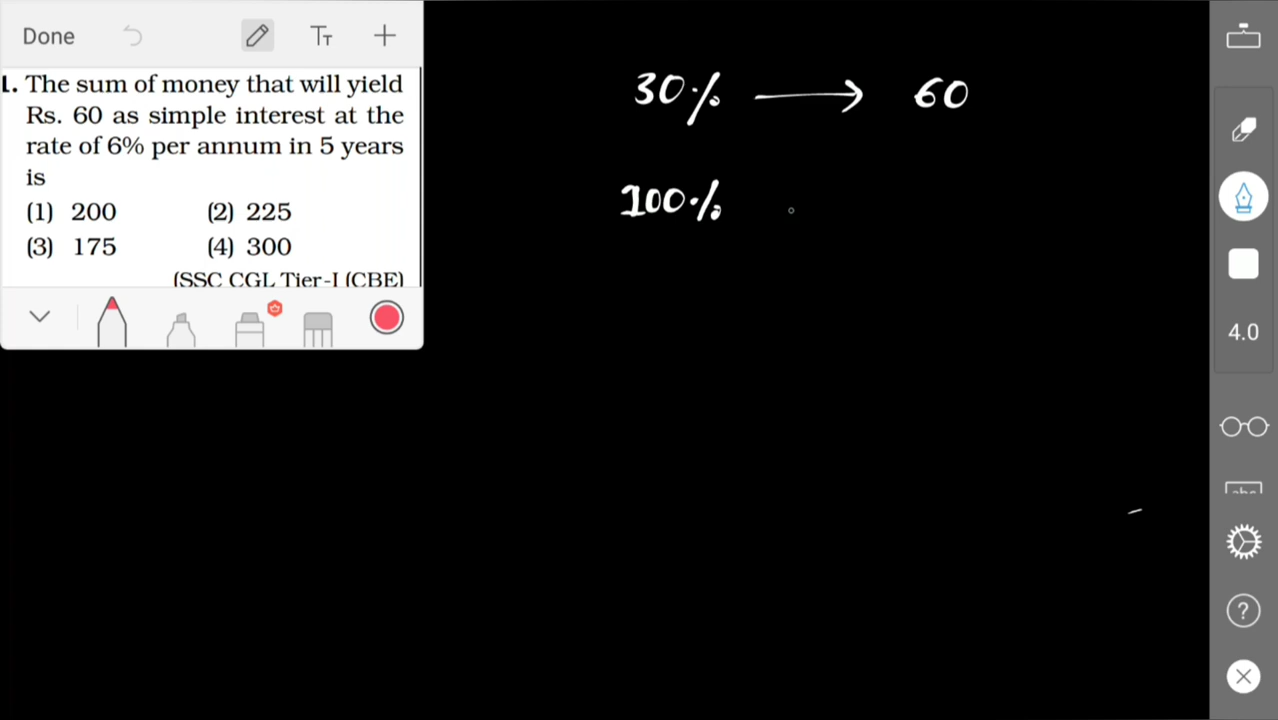 Done
1. The sum of money that will yield
Rs. 60 as simple interest at the
rate of 6% per annum in 5 years
is
(1) 200 (2) 225
(3) 175 (4) 300
(SSC CGL Tier-I (CBE)
30% → 60
100%
4.0
abc
?